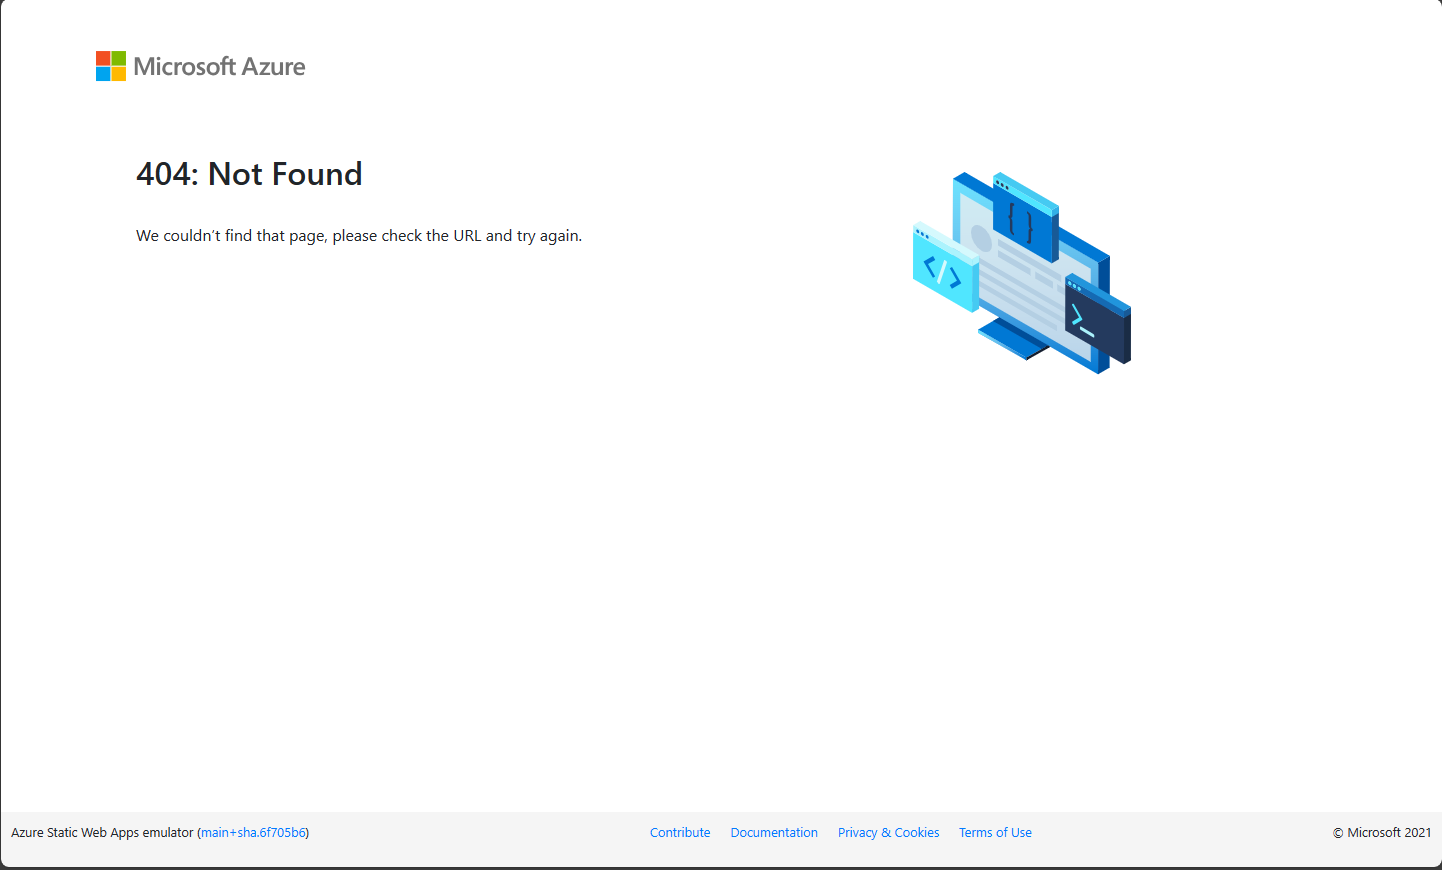 Microsoft Azure
404: Not Found
We couldn’t find that page, please check the URL and try again.
{ }
</>
>_
Azure Static Web Apps emulator (main+sha.6f705b6)
Contribute Documentation Privacy & Cookies Terms of Use
© Microsoft 2021